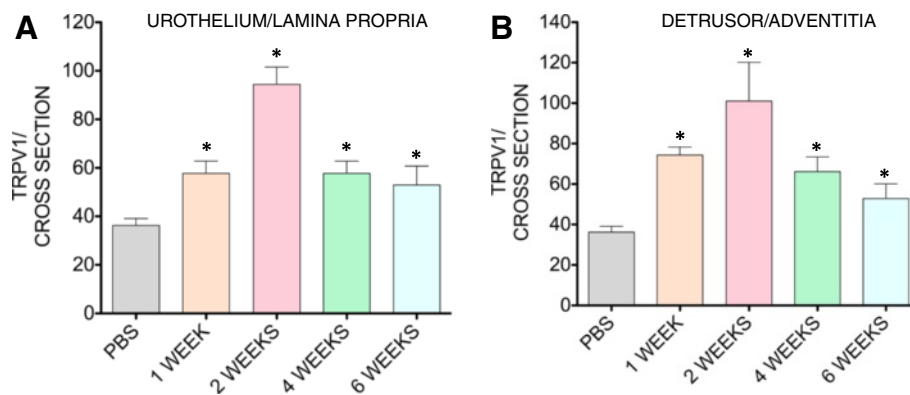 A
UROTHELIUM/LAMINA PROPRIA
TRPV1/
CROSS SECTION
120
100
80
60
40
20
0
*
*
*
*
PBS
1 WEEK
2 WEEKS
4 WEEKS
6 WEEKS
B
DETRUSOR/ADVENTITIA
TRPV1/
CROSS SECTION
140
120
100
80
60
40
20
0
*
*
*
*
PBS
1 WEEK
2 WEEKS
4 WEEKS
6 WEEKS